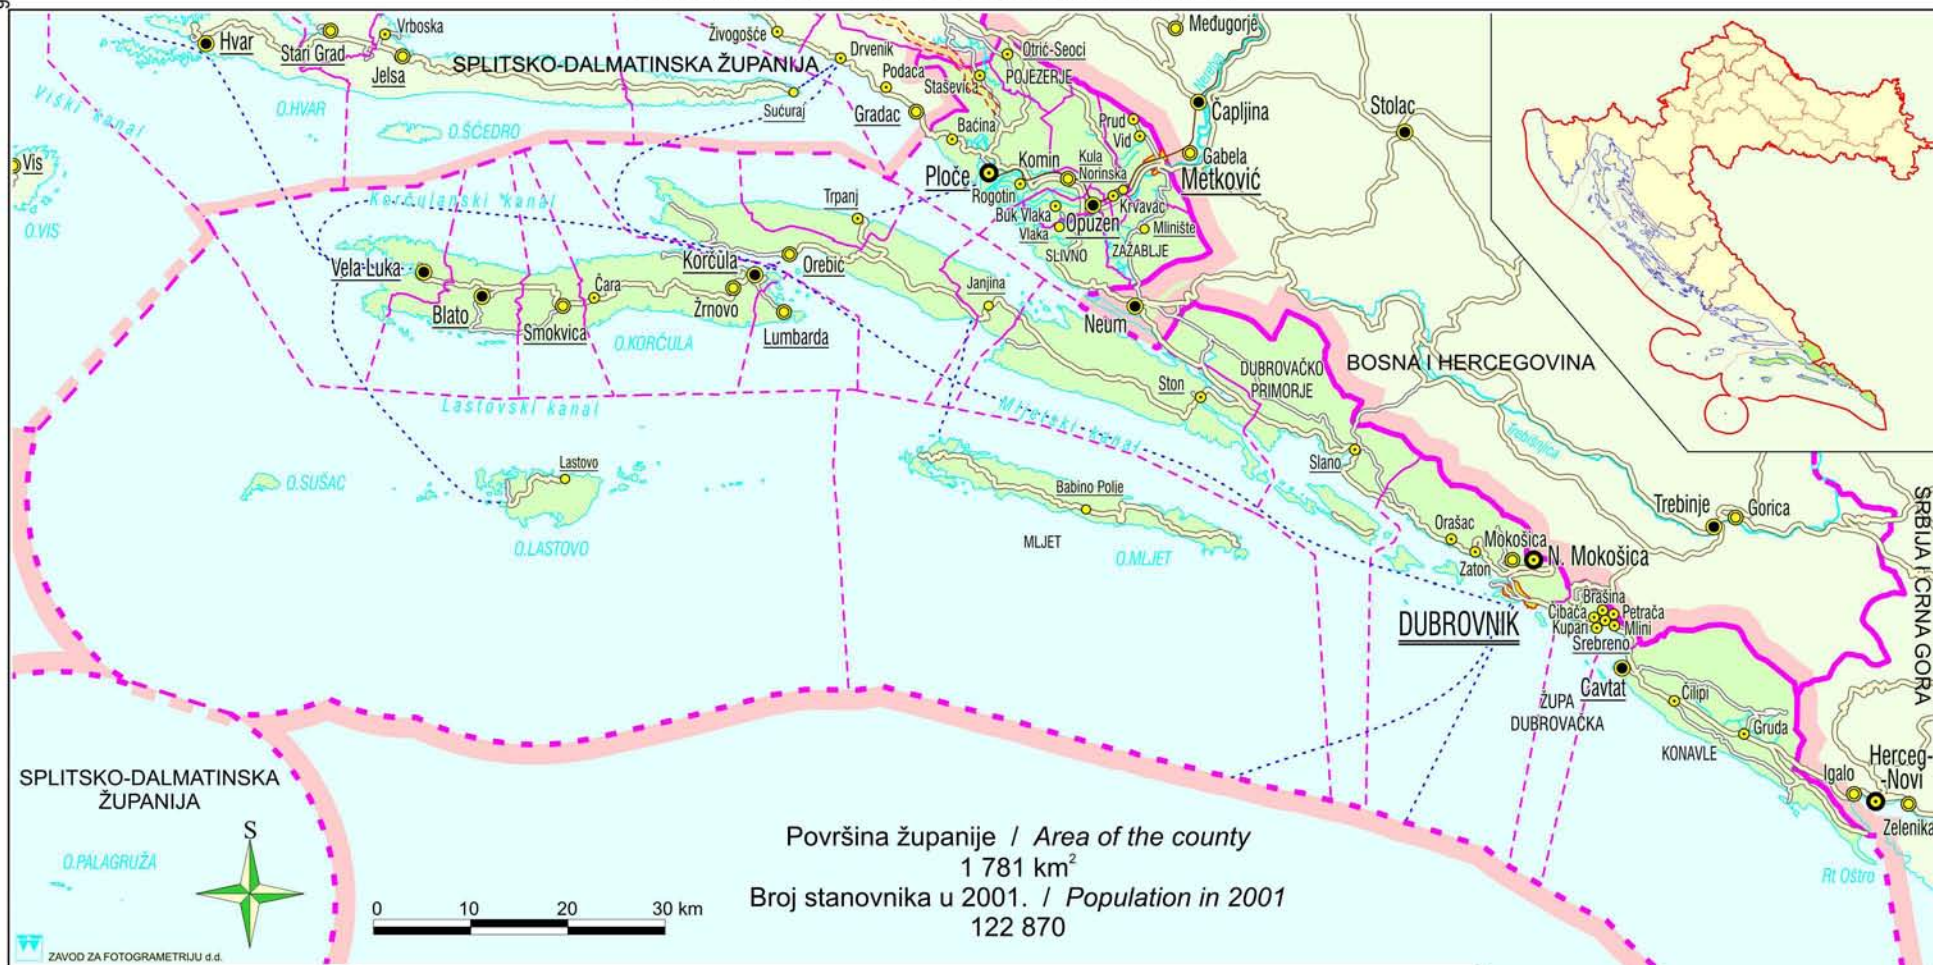 Hvar
Stari Grad
Vrboska
Jelsa
SPLITSKO-DALMATINSKA ŽUPANIJA
Živogošće
Drvenik
Podaca
Sućuraj
Gradac
Staševica
Otrić-Seoci
POJEZERJE
Baćina
Međugorje
Neretva
Čapljina
Stolac
Prud
Vid
Gabela
Metković
Viški kanal
O.HVAR
O.ŠĆEDRO
Vis
O.VIS
Ploče
Komin
Kula
Norinska
Rogotin
Buk Vlaka
Krvavac
Opuzen
Vlaka
Mlinište
SLIVNO
ZAŽABLJE
Korčulanski kanal
Trpanj
Vela Luka
Blato
Smokvica
Čara
Korčula
Orebić
Žrnovo
Lumbarda
O.KORČULA
Janjina
Neum
DUBROVAČKO
PRIMORJE
BOSNA I HERCEGOVINA
Ston
Lastovski kanal
Mljetski kanal
Trebišnjica
Slano
O.SUŠAC
Lastovo
O.LASTOVO
Babino Polje
MLJET
O.MLJET
Orašac
Mokošica
N. Mokošica
Zaton
Trebinje
Gorica
SRBIJA I CRNA GORA
DUBROVNIK
Brašina
Čibača
Petrača
Kupari
Mlini
Srebreno
Cavtat
Čilipi
ŽUPA
DUBROVAČKA
Gruda
KONAVLE
Igalo
Herceg-
-Novi
Zelenika
Rt Oštro
SPLITSKO-DALMATINSKA
ŽUPANIJA
O.PALAGRUŽA
S
0 10 20 30 km
Površina županije / Area of the county
1 781 km²
Broj stanovnika u 2001. / Population in 2001
122 870
ZAVOD ZA FOTOGRAMETRIJU d.d.